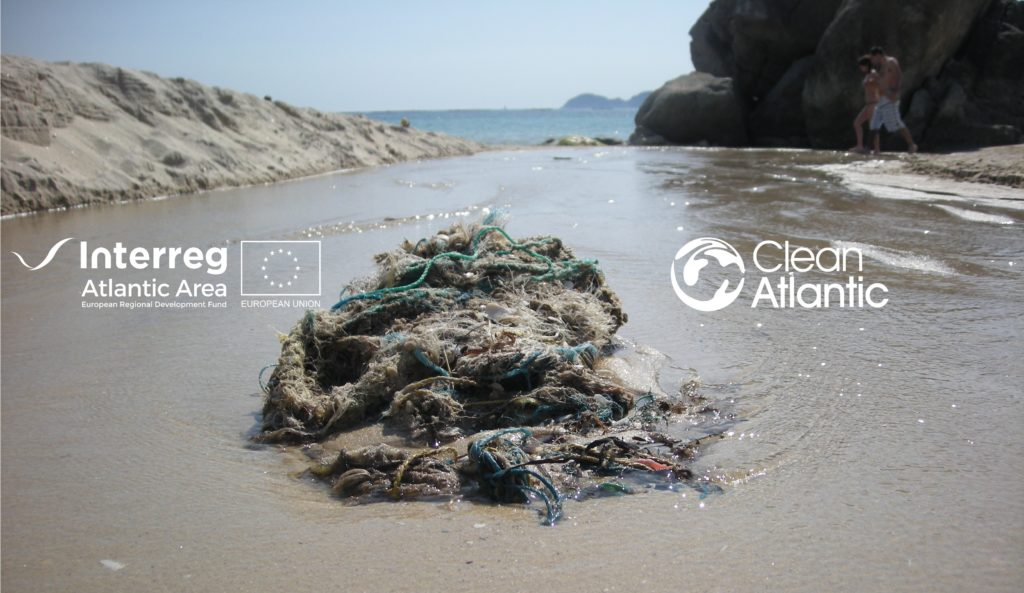 Interreg
Atlantic Area
European Regional Development Fund
EUROPEAN UNION
Clean
Atlantic